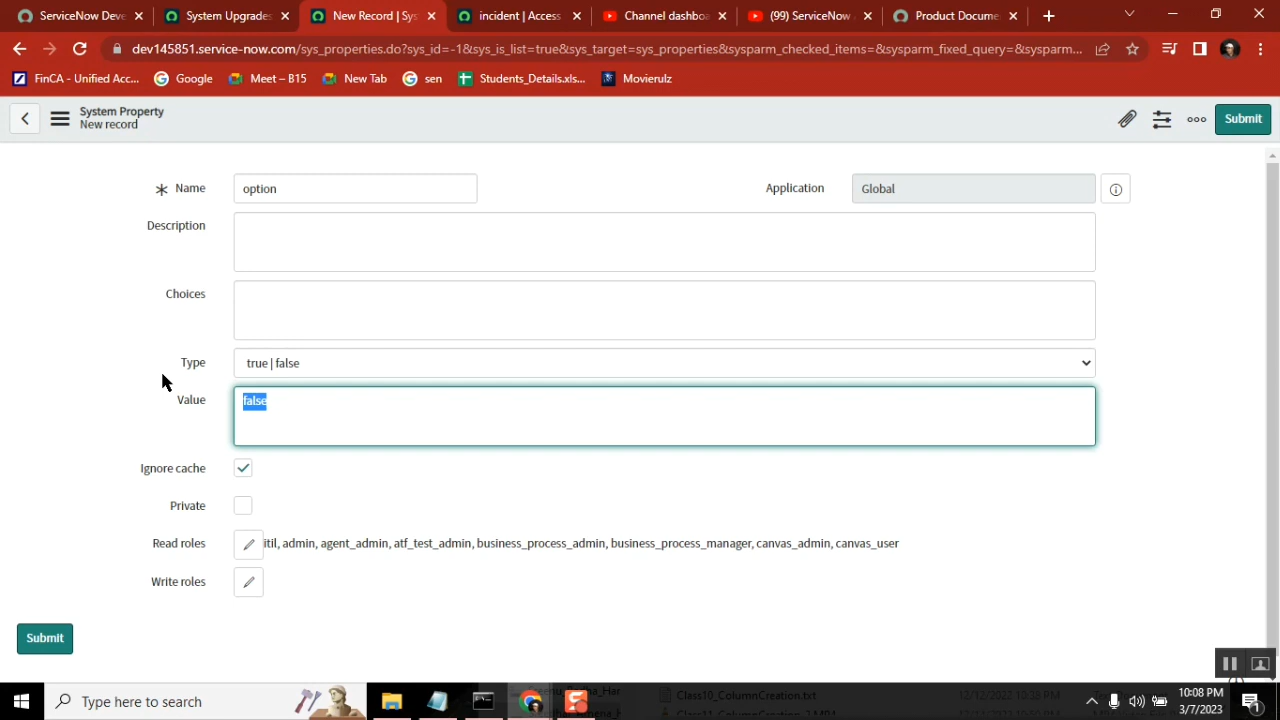 ServiceNow Deve
System Upgrades
New Record | Sys
incident | Access
Channel dashbo
(99) ServiceNow
Product Docume
dev145851.service-now.com/sys_properties.do?sys_id=-1&sys_is_list=true&sys_target=sys_properties&sysparm_checked_items=&sysparm_fixed_query=&sysparm...
FinCA - Unified Acc...
Google
Meet – B15
New Tab
sen
Students_Details.xls...
Movierulz
System Property
New record
Submit
Name
option
Application
Global
Description
Choices
Type
true | false
Value
false
Ignore cache
Private
Read roles
itil, admin, agent_admin, atf_test_admin, business_process_admin, business_process_manager, canvas_admin, canvas_user
Write roles
Submit
Type here to search
Class10_ColumnCreation.txt
10:08 PM
3/7/2023
1